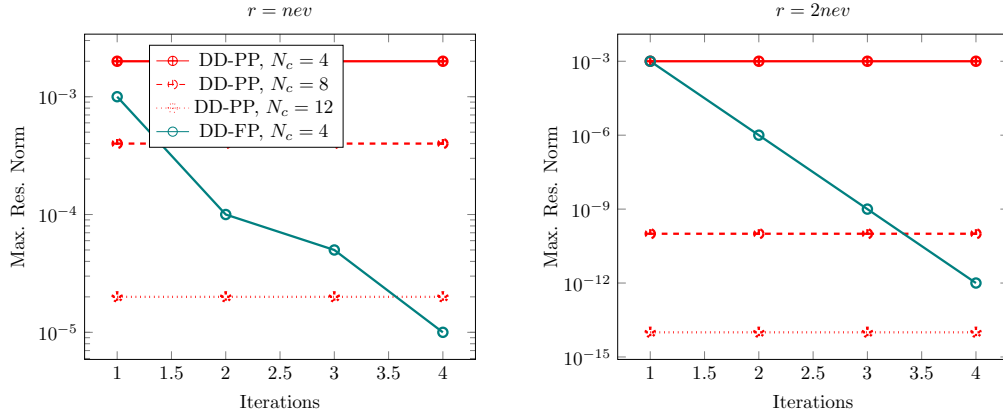 r = nev
Max. Res. Norm
10^{-3}
10^{-4}
10^{-5}
DD-PP, N_c = 4
DD-PP, N_c = 8
DD-PP, N_c = 12
DD-FP, N_c = 4
1 1.5 2 2.5 3 3.5 4
Iterations
r = 2nev
Max. Res. Norm
10^{-3}
10^{-6}
10^{-9}
10^{-12}
10^{-15}
1 1.5 2 2.5 3 3.5 4
Iterations